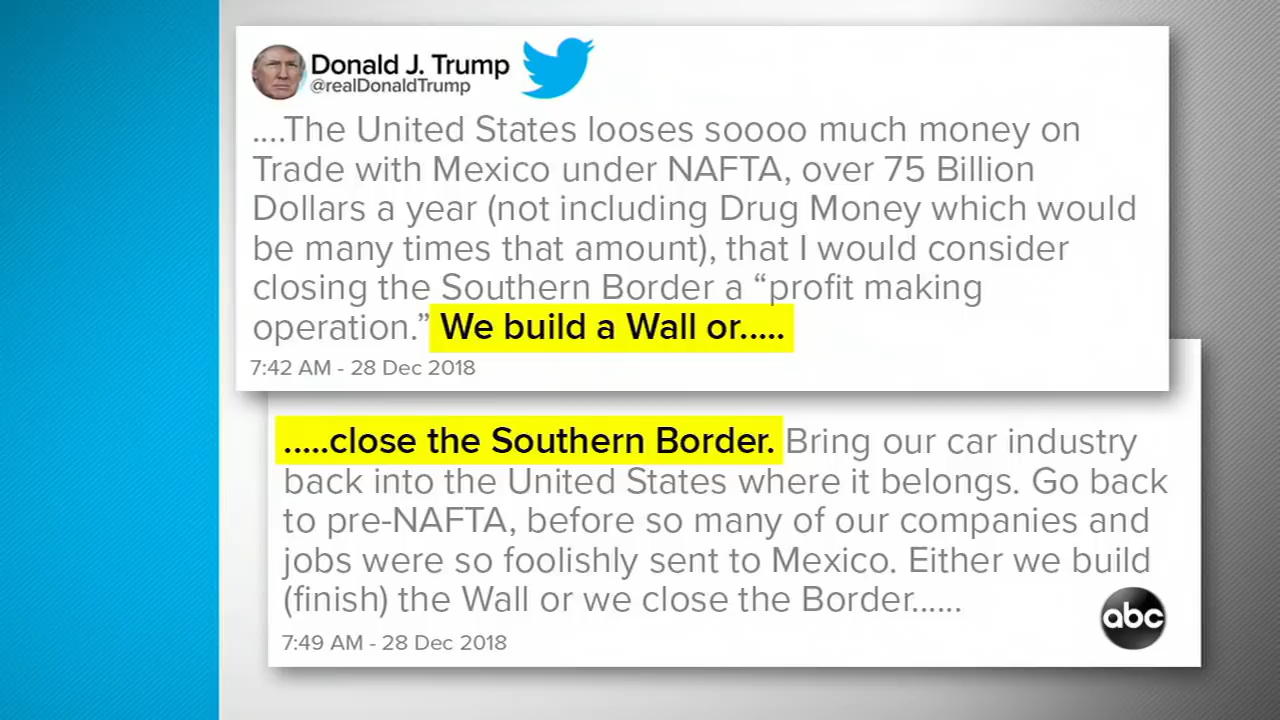 Donald J. Trump
@realDonaldTrump
....The United States looses soooo much money on
Trade with Mexico under NAFTA, over 75 Billion
Dollars a year (not including Drug Money which would
be many times that amount), that I would consider
closing the Southern Border a “profit making
operation.” We build a Wall or.....
7:42 AM - 28 Dec 2018
.....close the Southern Border. Bring our car industry
back into the United States where it belongs. Go back
to pre-NAFTA, before so many of our companies and
jobs were so foolishly sent to Mexico. Either we build
(finish) the Wall or we close the Border......
abc
7:49 AM - 28 Dec 2018